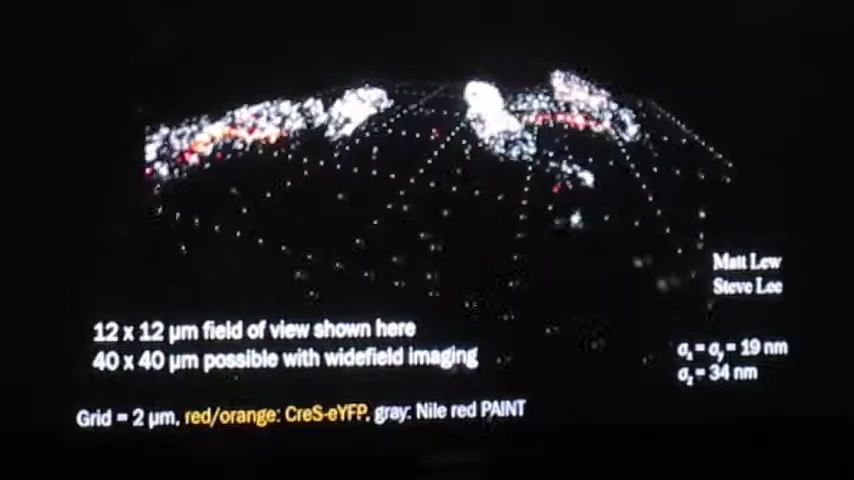 Matt Lew
Steve Lee
12 x 12 μm field of view shown here
40 x 40 μm possible with widefield imaging
σx = σy = 19 nm
σz = 34 nm
Grid = 2 μm, red/orange: CreS-eYFP, gray: Nile red PAINT